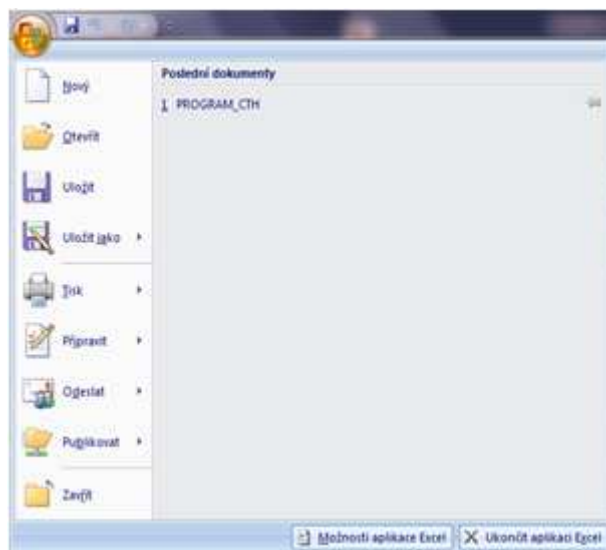 Poslední dokumenty
1 PROGRAM_CTH
Nový
Otevřít
Uložit
Uložit jako
Tisk
Připravit
Odeslat
Publikovat
Zavřít
Možnosti aplikace Excel
Ukončit aplikaci Excel